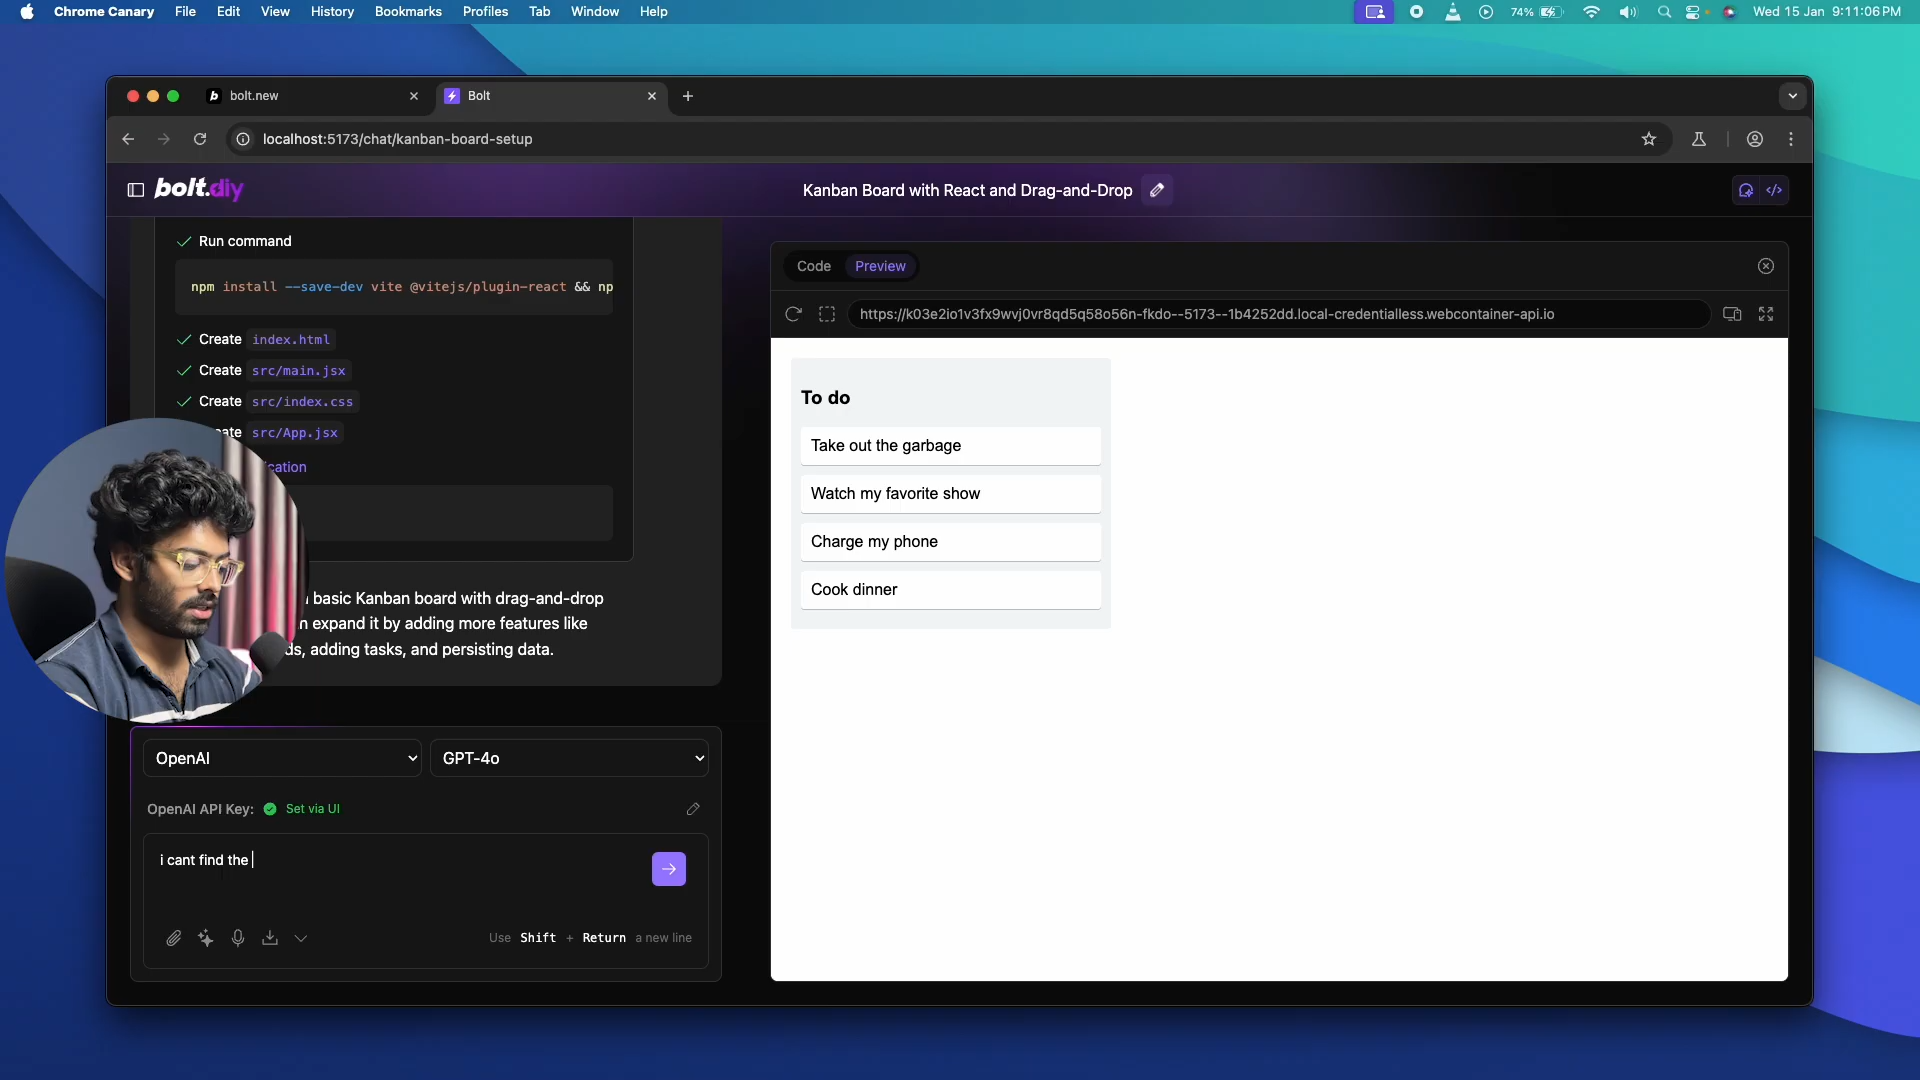 Chrome Canary File Edit View History Bookmarks Profiles Tab Window Help 74% Wed 15 Jan 9:11:06 PM
bolt.new
Bolt
localhost:5173/chat/kanban-board-setup
bolt.diy
Kanban Board with React and Drag-and-Drop
Run command
npm install --save-dev vite @vitejs/plugin-react && np
Create index.html
Create src/main.jsx
Create src/index.css
src/App.jsx
basic Kanban board with drag-and-drop
expand it by adding more features like
adding tasks, and persisting data.
OpenAI
GPT-4o
OpenAI API Key: Set via UI
i cant find the
Use Shift + Return a new line
Code Preview
https://k03e2io1v3fx9wvj0vr8qd5q58o56n-fkdo--5173--1b4252dd.local-credentialless.webcontainer-api.io
To do
Take out the garbage
Watch my favorite show
Charge my phone
Cook dinner